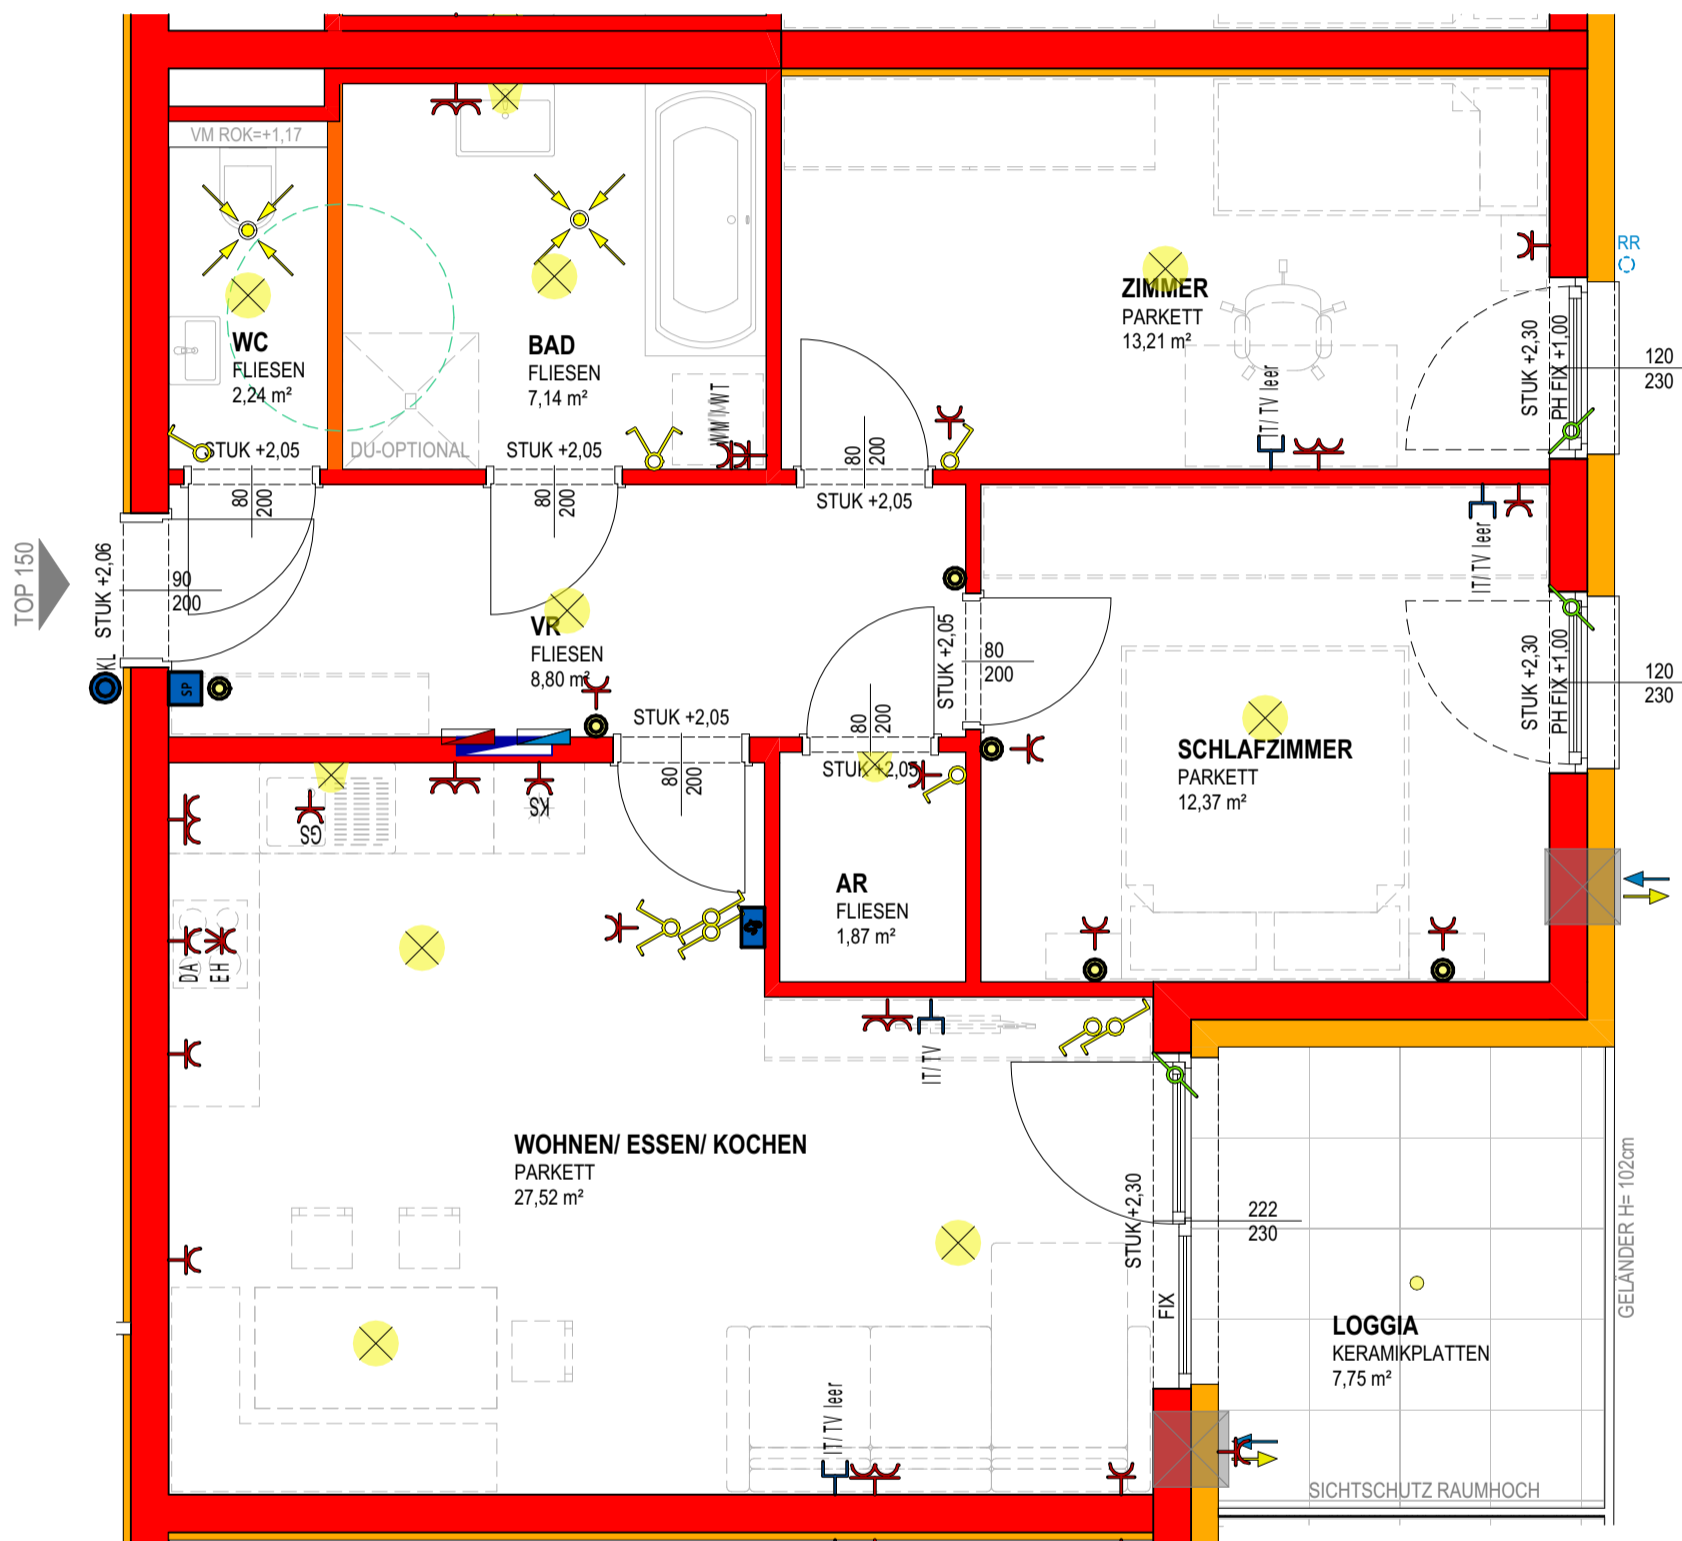 VM ROK=+1,17
WC
FLIESEN
2,24 m²
STUK +2,05
80
200
BAD
FLIESEN
7,14 m²
DU-OPTIONAL
STUK +2,05
80
200
WM/WT
ZIMMER
PARKETT
13,21 m²
IT/TV leer
80
200
STUK +2,05
STUK +2,30
PH FIX +1,00
RR
120
230
TOP 150
STUK +2,06
90
200
KL
SP
VR
FLIESEN
8,80 m²
STUK +2,05
80
200
STUK +2,05
80
200
STUK +2,05
80
200
IT/TV leer
SCHLAFZIMMER
PARKETT
12,37 m²
STUK +2,30
PH FIX +1,00
120
230
GS
KS
DA
EH
AR
FLIESEN
1,87 m²
IT/TV
WOHNEN/ ESSEN/ KOCHEN
PARKETT
27,52 m²
STUK +2,30
FIX
222
230
IT/TV leer
LOGGIA
KERAMIKPLATTEN
7,75 m²
GELÄNDER H= 102cm
SICHTSCHUTZ RAUMHOCH